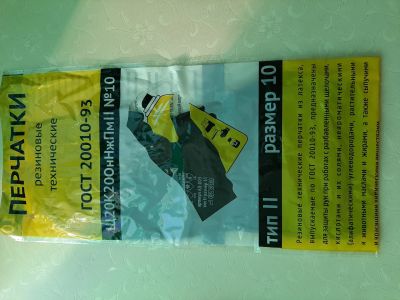 ПЕРЧАТКИ
резиновые
технические
ГОСТ 20010-93
Щ20К20ОнНжПмII №10
тип II размер 10
Резиновые технические перчатки из латекса,
выпускаемые по ГОСТ 20010-93, предназначены
для защиты рук при работах с разбавленными щелочами,
кислотами и их солями, неароматическими
(алифатическими) углеводородами, растительными
и животными маслами и жирами, а также сыпучими